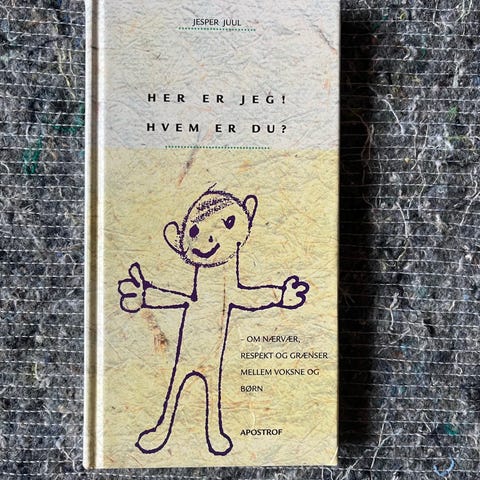 JESPER JUUL
HER ER JEG!
HVEM ER DU?
– OM NÆRVÆR,
RESPEKT OG GRÆNSER
MELLEM VOKSNE OG
BØRN
APOSTROF